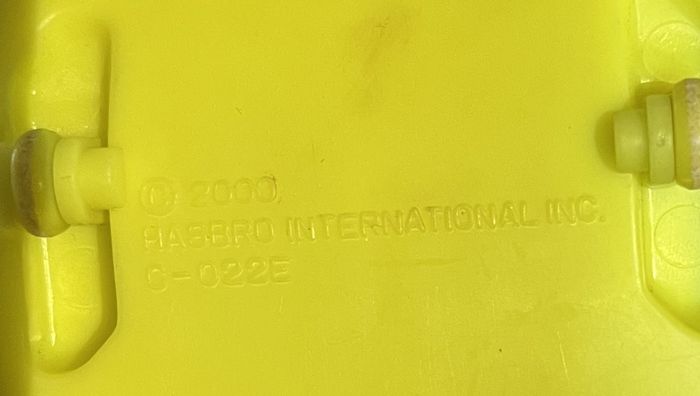 © 2000
HASBRO INTERNATIONAL INC.
C-022E